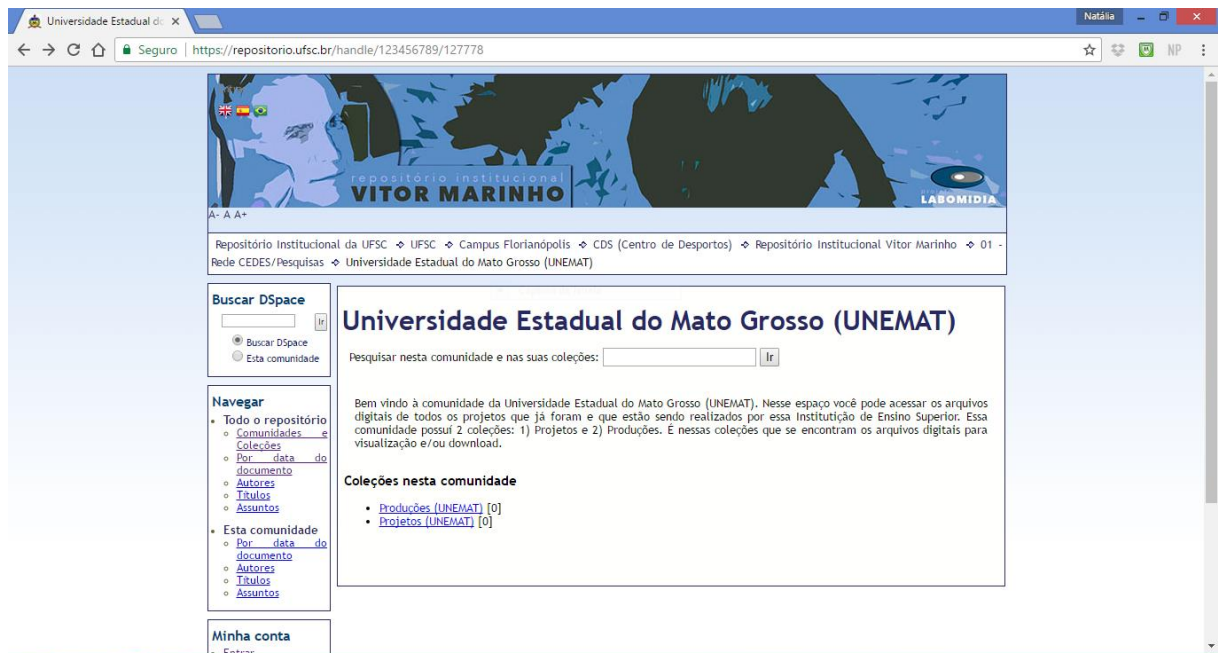 Universidade Estadual do
Natália
Seguro
https://repositorio.ufsc.br/handle/123456789/127778
NP
repositório institucional
VITOR MARINHO
LABOMIDIA
A- A A+
Repositório Institucional da UFSC UFSC Campus Florianópolis CDS (Centro de Desportos) Repositório Institucional Vitor Marinho 01 -
Rede CEDES/Pesquisas Universidade Estadual do Mato Grosso (UNEMAT)
Buscar DSpace
Ir
Buscar DSpace
Esta comunidade
Navegar
Todo o repositório
Comunidades e
Coleções
Por data do
documento
Autores
Títulos
Assuntos
Esta comunidade
Por data do
documento
Autores
Títulos
Assuntos
Minha conta
Entrar
Universidade Estadual do Mato Grosso (UNEMAT)
Pesquisar nesta comunidade e nas suas coleções:
Ir
Bem vindo à comunidade da Universidade Estadual do Mato Grosso (UNEMAT). Nesse espaço você pode acessar os arquivos
digitais de todos os projetos que já foram e que estão sendo realizados por essa Institutição de Ensino Superior. Essa
comunidade possuí 2 coleções: 1) Projetos e 2) Produções. É nessas coleções que se encontram os arquivos digitais para
visualização e/ou download.
Coleções nesta comunidade
Produções (UNEMAT) [0]
Projetos (UNEMAT) [0]